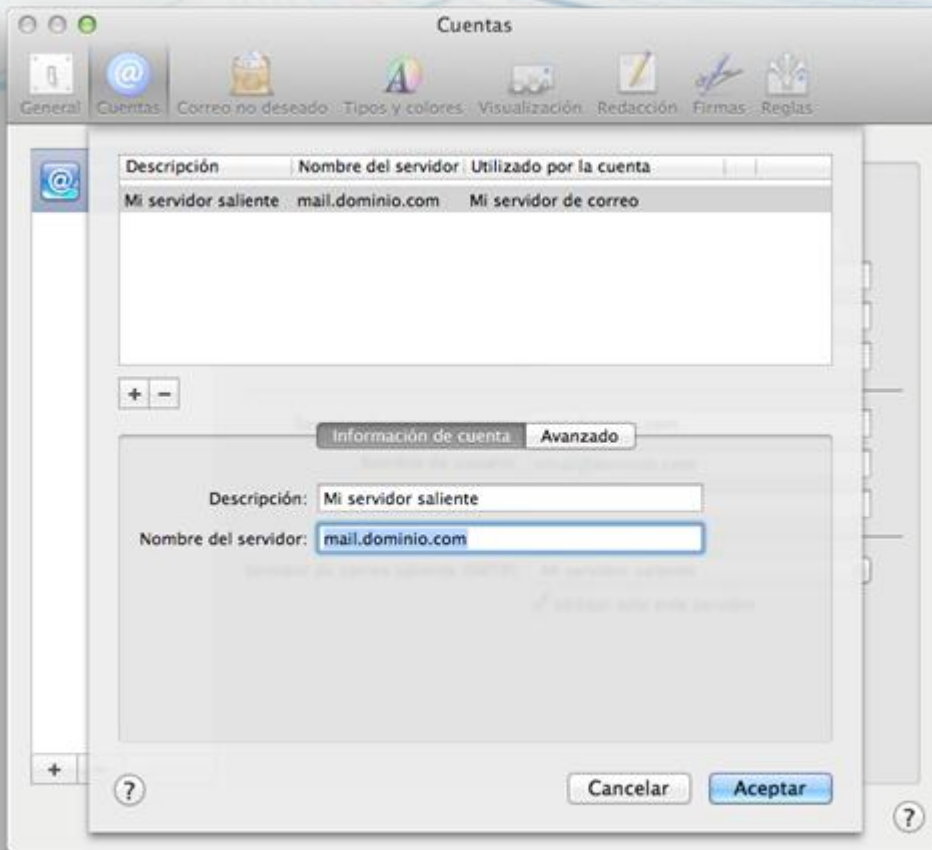 Cuentas
General Cuentas Correo no deseado Tipos y colores Visualización Redacción Firmas Reglas
Descripción Nombre del servidor Utilizado por la cuenta
Mi servidor saliente mail.dominio.com Mi servidor de correo
+ −
Información de cuenta Avanzado
Descripción: Mi servidor saliente
Nombre del servidor: mail.dominio.com
+
? Cancelar Aceptar
?